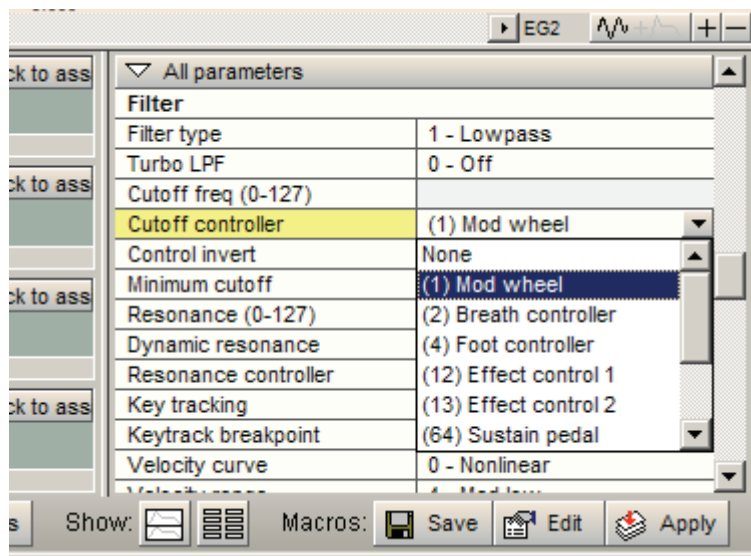 EG2
ck to ass
All parameters
Filter
Filter type 1 - Lowpass
Turbo LPF 0 - Off
ck to ass
Cutoff freq (0-127)
Cutoff controller (1) Mod wheel
Control invert None
Minimum cutoff (1) Mod wheel
ck to ass
Resonance (0-127) (2) Breath controller
Dynamic resonance (4) Foot controller
Resonance controller (12) Effect control 1
ck to ass
Key tracking (13) Effect control 2
Keytrack breakpoint (64) Sustain pedal
Velocity curve 0 - Nonlinear
s Show: Macros: Save Edit Apply